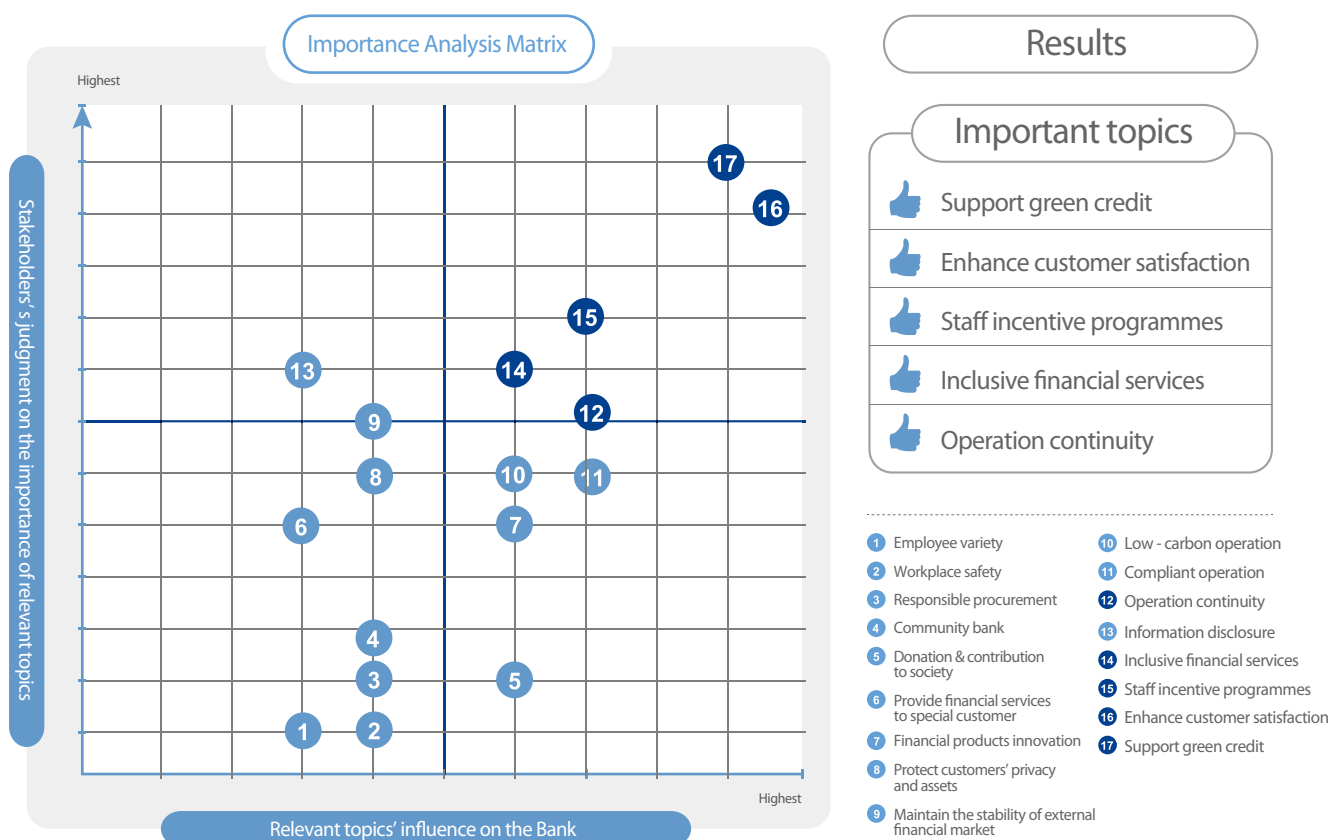 Importance Analysis Matrix
Highest
Stakeholders's judgment on the importance of relevant topics
17
16
15
13
14
12
9
8
10
11
6
7
4
3
5
1
2
Highest
Relevant topics' influence on the Bank
Results
Important topics
Support green credit
Enhance customer satisfaction
Staff incentive programmes
Inclusive financial services
Operation continuity
1 Employee variety
2 Workplace safety
3 Responsible procurement
4 Community bank
5 Donation & contribution
to society
6 Provide financial services
to special customer
7 Financial products innovation
8 Protect customers' privacy
and assets
9 Maintain the stability of external
financial market
10 Low - carbon operation
11 Compliant operation
12 Operation continuity
13 Information disclosure
14 Inclusive financial services
15 Staff incentive programmes
16 Enhance customer satisfaction
17 Support green credit